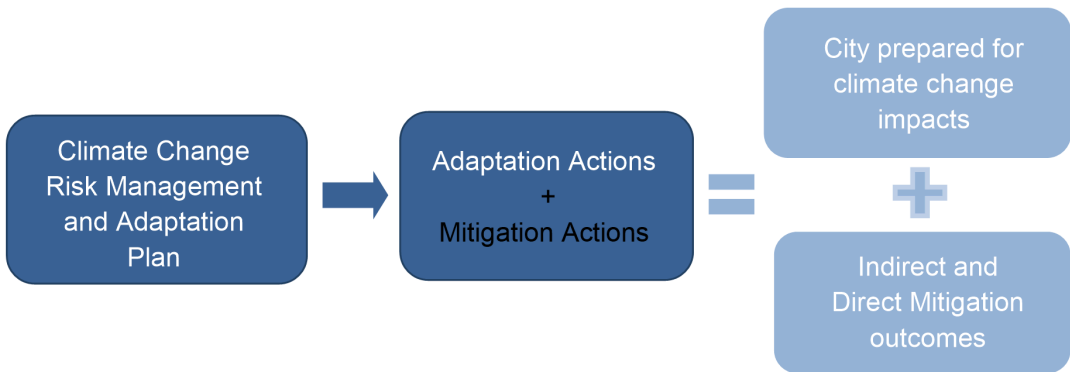 Climate Change
Risk Management
and Adaptation
Plan
Adaptation Actions
+
Mitigation Actions
=
City prepared for
climate change
impacts
+
Indirect and
Direct Mitigation
outcomes